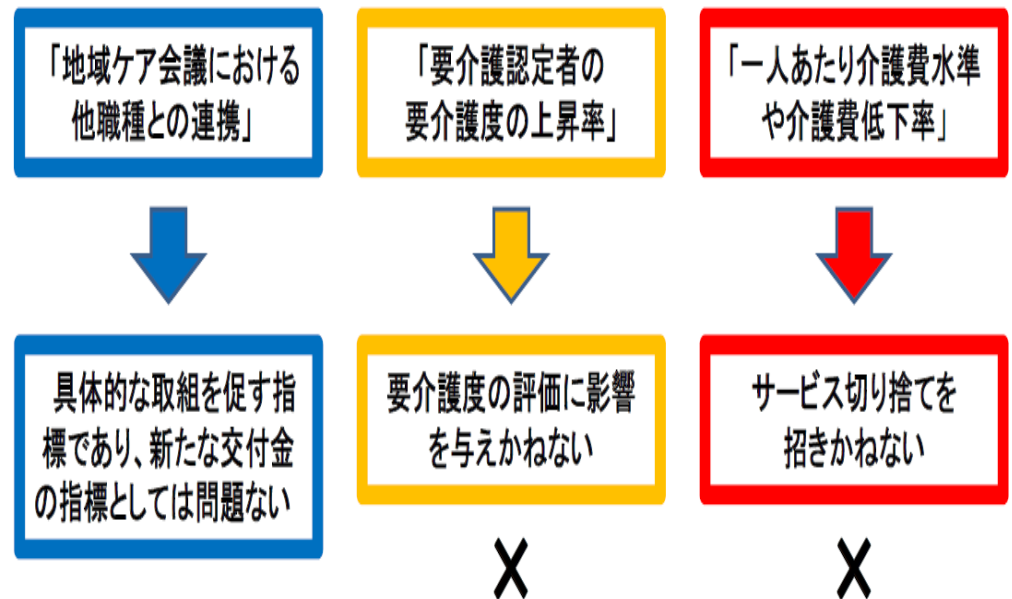 「地域ケア会議における
他職種との連携」
「要介護認定者の
要介護度の上昇率」
「一人あたり介護費水準
や介護費低下率」
具体的な取組を促す指
標であり、新たな交付金
の指標としては問題ない
要介護度の評価に影響
を与えかねない
サービス切り捨てを
招きかねない
×
×